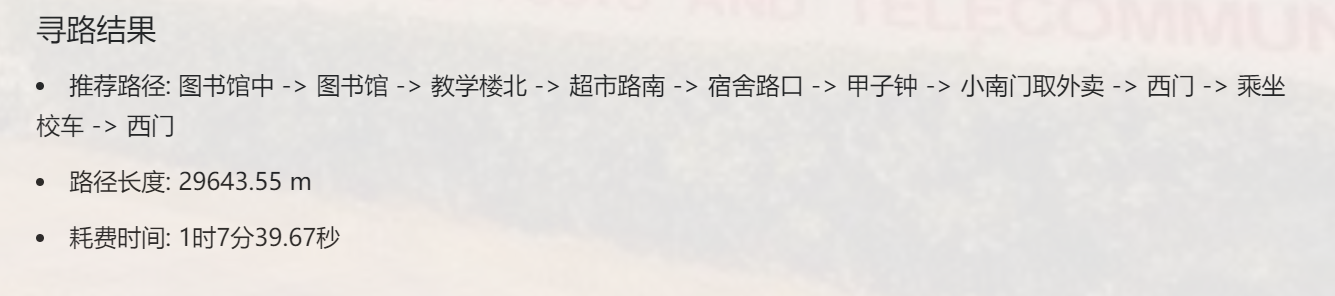 AND TELECOMMUN
寻路结果
• 推荐路径: 图书馆中 -> 图书馆 -> 教学楼北 -> 超市路南 -> 宿舍路口 -> 甲子钟 -> 小南门取外卖 -> 西门 -> 乘坐
校车 -> 西门
• 路径长度: 29643.55 m
• 耗费时间: 1时7分39.67秒